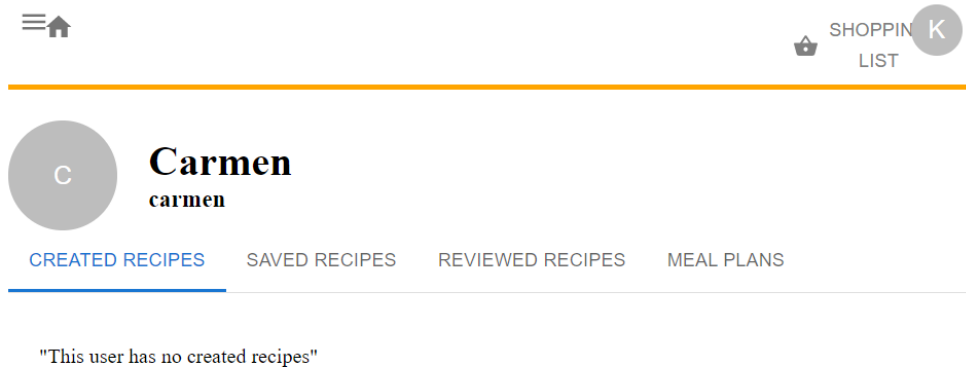 SHOPPIN K
LIST
C
Carmen
carmen
CREATED RECIPES SAVED RECIPES REVIEWED RECIPES MEAL PLANS
"This user has no created recipes"